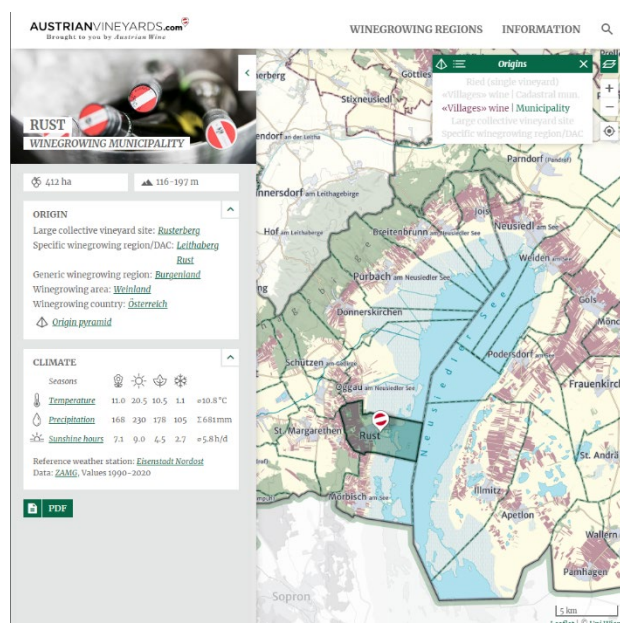 AUSTRIANVINEYARDS.com
Brought to you by Austrian Wine
WINEGROWING REGIONS
INFORMATION
RUST
WINEGROWING MUNICIPALITY
412 ha
116–197 m
ORIGIN
Large collective vineyard site: Rusterberg
Specific winegrowing region/DAC: Leithaberg
Rust
Generic winegrowing region: Burgenland
Winegrowing area: Weinland
Winegrowing country: Österreich
Origin pyramid
CLIMATE
Seasons
Temperature 11.0 20.5 10.5 1.1 ⌀10.8°C
Precipitation 168 230 178 105 Σ681mm
Sunshine hours 7.1 9.0 4.5 2.7 ⌀5.8h/d
Reference weather station: Eisenstadt Nordost
Data: ZAMG, Values 1990-2020
PDF
Origins
Ried (single vineyard)
«Villages» wine | Cadastral mun.
«Villages» wine | Municipality
Large collective vineyard site
Specific winegrowing region/DAC
+
−
Stixneusiedl
Parndorf (Pandorf)
Hof am Leithaberge
Jois
Neusiedl am See
Breitenbrunn am Neusiedler See
Weiden am See
Purbach am Neusiedler See
Gols
Donnerskirchen
Schützen am Gebirge
Podersdorf am See
Oggau am Neusiedler See
Frauenkirch
Neusiedler See
St. Margarethen
Rust
St. Andrä
Mörbisch am See
Illmitz
Apetlon
Wallern
Pamhagen
Sopron
5 km
Leaflet | © Uni Wien